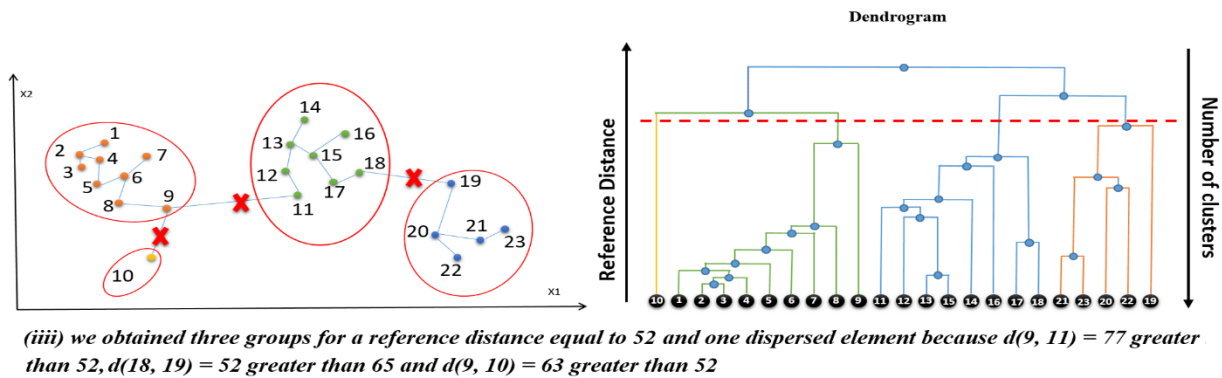 Dendrogram
X2
1
2
3
4
5
6
7
8
9
10
11
12
13
14
15
16
17
18
19
20
21
22
23
X1
Reference Distance
Number of clusters
10 1 2 3 4 5 6 7 8 9 11 12 13 15 14 16 17 18 21 23 20 22 19
(iiii) we obtained three groups for a reference distance equal to 52 and one dispersed element because d(9, 11) = 77 greater
than 52, d(18, 19) = 52 greater than 65 and d(9, 10) = 63 greater than 52